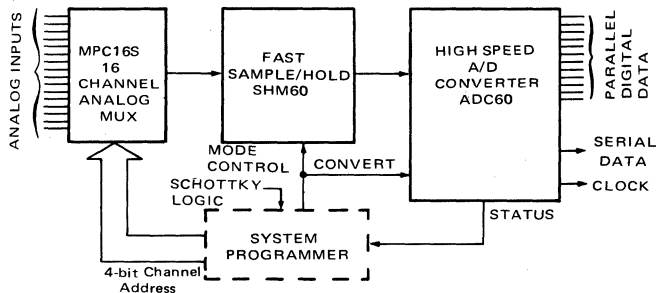 ANALOG INPUTS
MPC16S
16
CHANNEL
ANALOG
MUX
FAST
SAMPLE/HOLD
SHM60
HIGH SPEED
A/D
CONVERTER
ADC60
PARALLEL
DIGITAL
DATA
SERIAL
DATA
CLOCK
MODE
CONTROL
CONVERT
SCHOTTKY
LOGIC
STATUS
SYSTEM
PROGRAMMER
4-bit Channel
Address